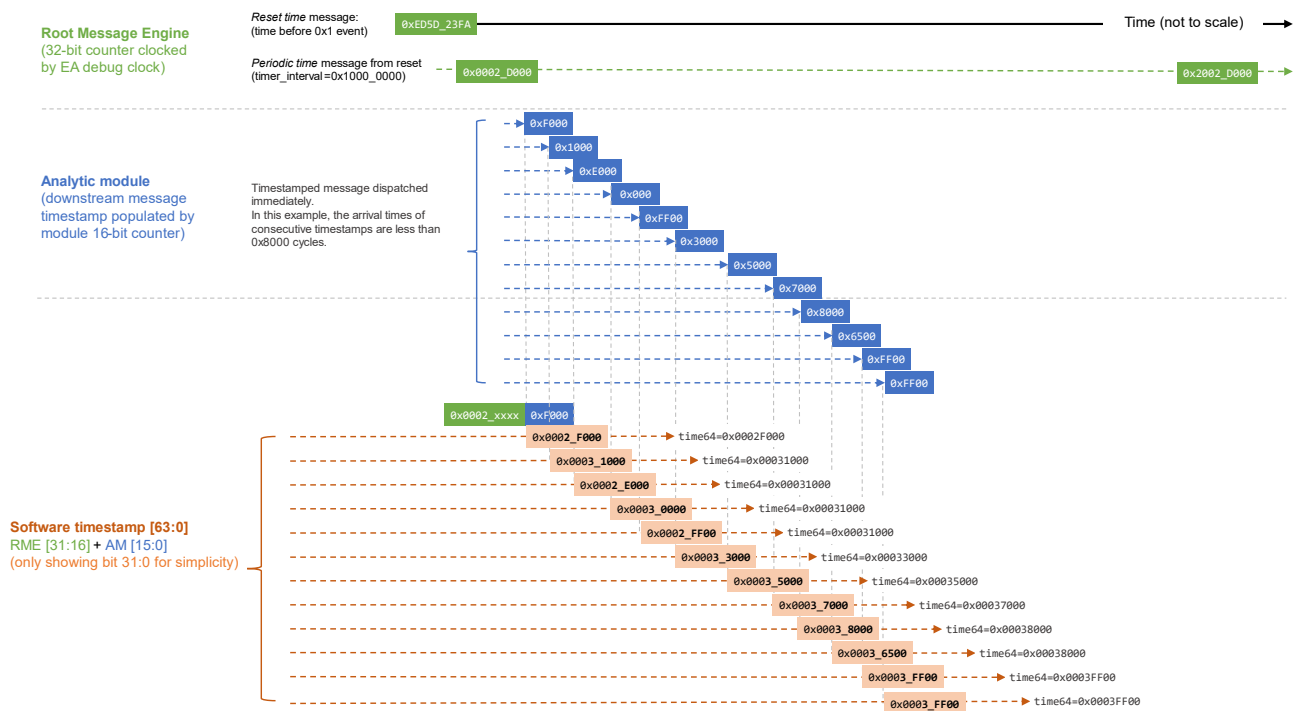 Root Message Engine
(32-bit counter clocked
by EA debug clock)
Reset time message:
(time before 0x1 event)
0xED5D_23FA
Time (not to scale)
Periodic time message from reset
(timer_interval=0x1000_0000)
0x0002_D000
0x2002_D000
Analytic module
(downstream message
timestamp populated by
module 16-bit counter)
Timestamped message dispatched
immediately.
In this example, the arrival times of
consecutive timestamps are less than
0x8000 cycles.
0xF000
0x1000
0xE000
0x000
0xFF00
0x3000
0x5000
0x7000
0x8000
0x6500
0xFF00
0xFF00
0x0002_xxxx 0xF000
Software timestamp [63:0]
RME [31:16] + AM [15:0]
(only showing bit 31:0 for simplicity)
0x0002_F000 time64=0x0002F000
0x0003_1000 time64=0x00031000
0x0002_E000 time64=0x00031000
0x0003_0000 time64=0x00031000
0x0002_FF00 time64=0x00031000
0x0003_3000 time64=0x00033000
0x0003_5000 time64=0x00035000
0x0003_7000 time64=0x00037000
0x0003_8000 time64=0x00038000
0x0003_6500 time64=0x00038000
0x0003_FF00 time64=0x0003FF00
0x0003_FF00 time64=0x0003FF00